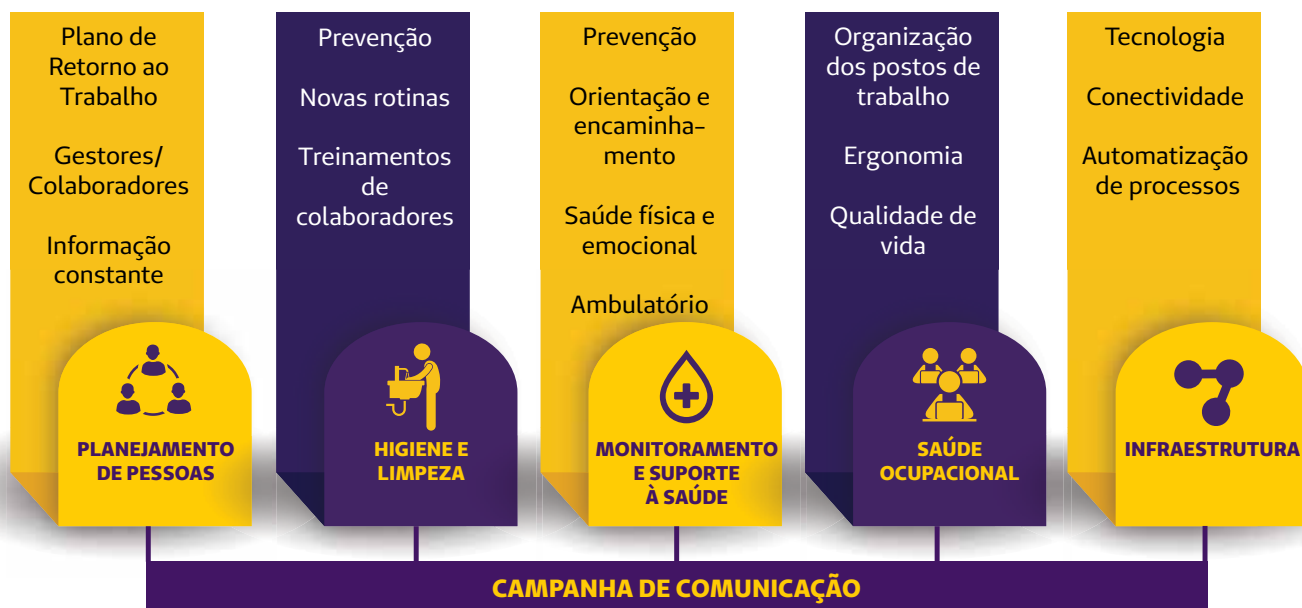 Plano de
Retorno ao
Trabalho
Gestores/
Colaboradores
Informação
constante
PLANEJAMENTO
DE PESSOAS
Prevenção
Novas rotinas
Treinamentos
de
colaboradores
HIGIENE E
LIMPEZA
Prevenção
Orientação e
encaminha-
mento
Saúde física e
emocional
Ambulatório
MONITORAMENTO
E SUPORTE
À SAÚDE
Organização
dos postos de
trabalho
Ergonomia
Qualidade de
vida
SAÚDE
OCUPACIONAL
Tecnologia
Conectividade
Automatização
de processos
INFRAESTRUTURA
CAMPANHA DE COMUNICAÇÃO